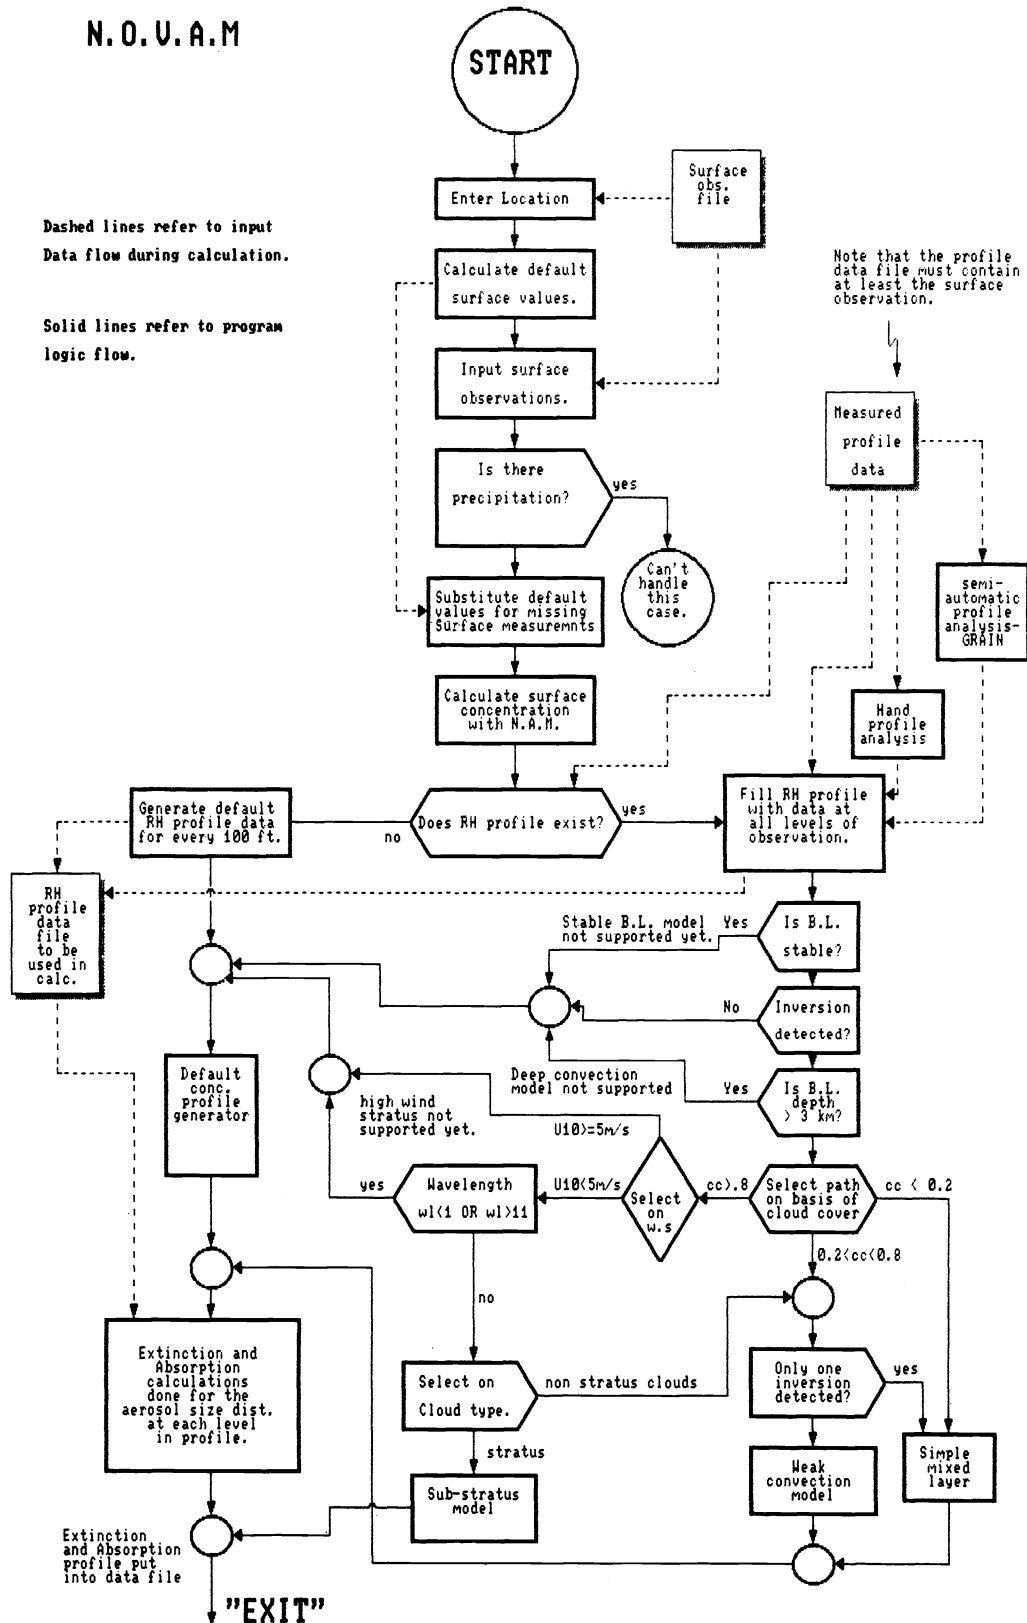 N.O.V.A.M
START
Enter Location
Surface
obs.
file
Dashed lines refer to input
Data flow during calculation.
Solid lines refer to program
logic flow.
Calculate default
surface values.
Note that the profile
data file must contain
at least the surface
observation.
Input surface
observations.
Measured
profile
data
Is there
precipitation?
yes
Can't
handle
this
case.
semi-
automatic
profile
analysis-
GRAIN
Substitute default
values for missing
Surface measuremnts
Calculate surface
concentration
with N.A.M.
Hand
profile
analysis
Generate default
RH profile data
for every 100 ft.
no
Does RH profile exist?
yes
Fill RH profile
with data at
all levels of
observation.
RH
profile
data
file
to be
used in
calc.
Stable B.L. model
not supported yet.
Yes
Is B.L.
stable?
No
Inversion
detected?
Default
conc.
profile
generator
Deep convection
model not supported
Yes
Is B.L.
depth
> 3 km?
high wind
stratus not
supported yet.
U10>=5m/s
yes
Wavelength
wl<1 OR wl>11
U10<5m/s
Select
on
w.s
cc>.8
Select path
on basis of
cloud cover
cc < 0.2
0.2<cc<0.8
no
Extinction and
Absorption
calculations
done for the
aerosol size dist.
at each level
in profile.
Select on
Cloud type.
non stratus clouds
Only one
inversion
detected?
yes
stratus
Sub-stratus
model
Weak
convection
model
Simple
mixed
layer
Extinction
and Absorption
profile put
into data file
"EXIT"